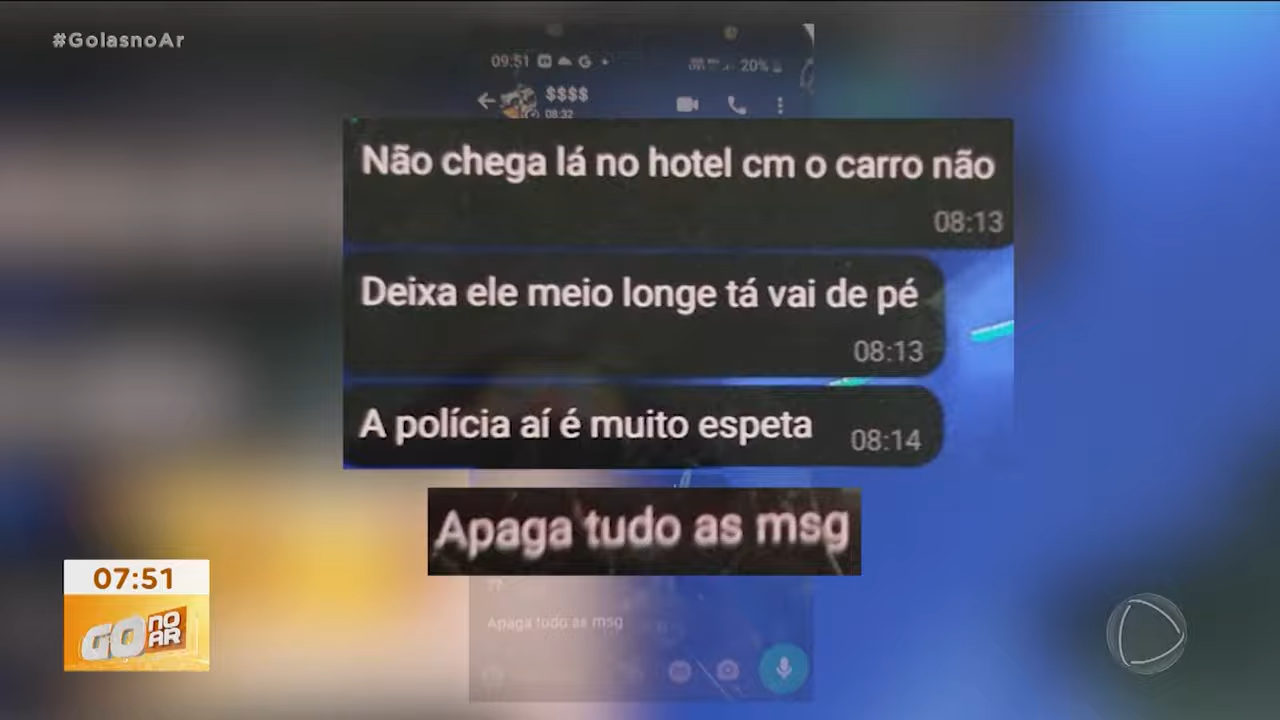 #GoIasnoAr
09:51
20%
$$$$
08:32
Não chega lá no hotel cm o carro não
08:13
Deixa ele meio longe tá vai de pé
08:13
A polícia aí é muito espeta
08:14
Apaga tudo as msg
Apaga tudo as msg
07:51
GO NO AR